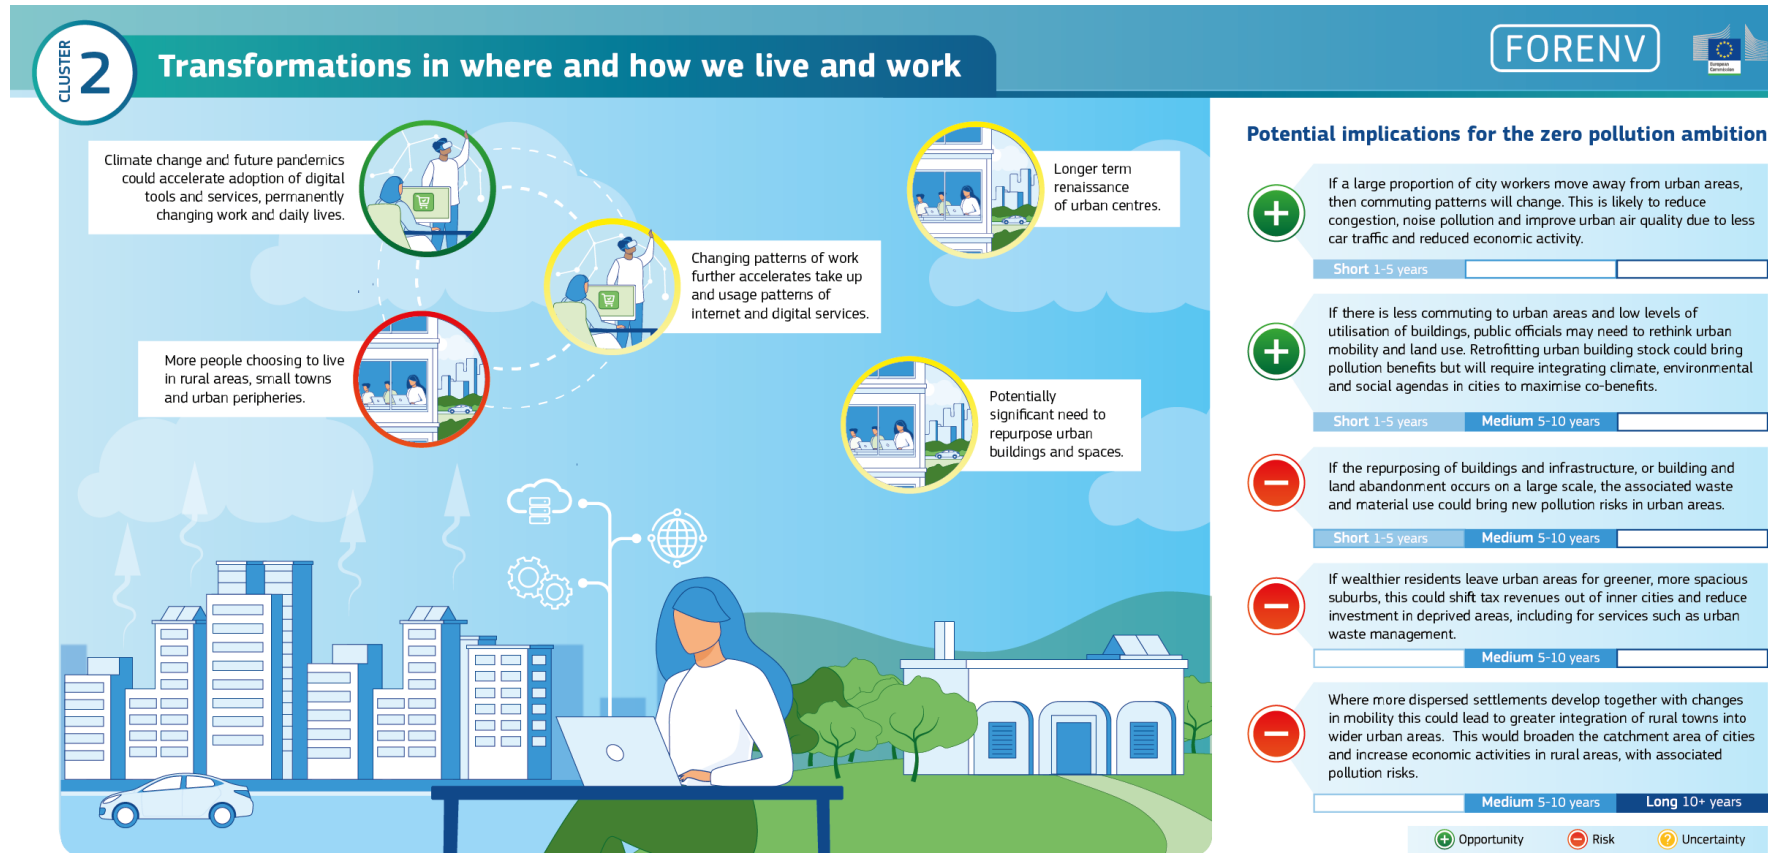 CLUSTER
2
Transformations in where and how we live and work
FORENV
European
Commission
Climate change and future pandemics
could accelerate adoption of digital
tools and services, permanently
changing work and daily lives.
Longer term
renaissance
of urban centres.
Changing patterns of work
further accelerates take up
and usage patterns of
internet and digital services.
More people choosing to live
in rural areas, small towns
and urban peripheries.
Potentially
significant need to
repurpose urban
buildings and spaces.
Potential implications for the zero pollution ambition
If a large proportion of city workers move away from urban areas,
then commuting patterns will change. This is likely to reduce
congestion, noise pollution and improve urban air quality due to less
car traffic and reduced economic activity.
Short 1-5 years
If there is less commuting to urban areas and low levels of
utilisation of buildings, public officials may need to rethink urban
mobility and land use. Retrofitting urban building stock could bring
pollution benefits but will require integrating climate, environmental
and social agendas in cities to maximise co-benefits.
Short 1-5 years Medium 5-10 years
If the repurposing of buildings and infrastructure, or building and
land abandonment occurs on a large scale, the associated waste
and material use could bring new pollution risks in urban areas.
Short 1-5 years Medium 5-10 years
If wealthier residents leave urban areas for greener, more spacious
suburbs, this could shift tax revenues out of inner cities and reduce
investment in deprived areas, including for services such as urban
waste management.
Medium 5-10 years
Where more dispersed settlements develop together with changes
in mobility this could lead to greater integration of rural towns into
wider urban areas. This would broaden the catchment area of cities
and increase economic activities in rural areas, with associated
pollution risks.
Medium 5-10 years Long 10+ years
+ Opportunity − Risk ? Uncertainty